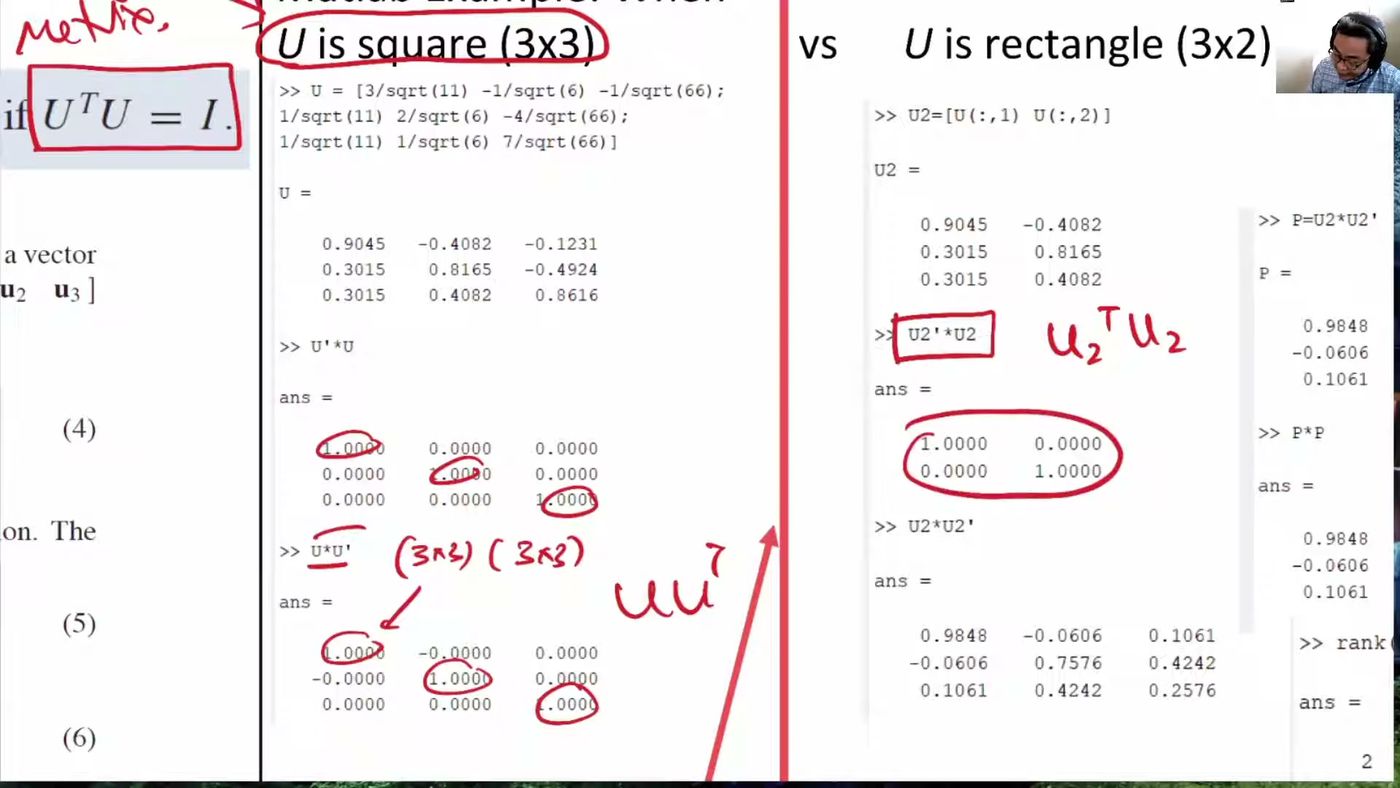 Metrix.
Matlab Example: When
U is square (3x3)
vs
U is rectangle (3x2)
if UᵀU = I.
a vector
u₂ u₃ ]
(4)
on. The
(5)
(6)
>> U = [3/sqrt(11) -1/sqrt(6) -1/sqrt(66);
1/sqrt(11) 2/sqrt(6) -4/sqrt(66);
1/sqrt(11) 1/sqrt(6) 7/sqrt(66)]
U =
0.9045 -0.4082 -0.1231
0.3015 0.8165 -0.4924
0.3015 0.4082 0.8616
>> U'*U
ans =
1.0000 0.0000 0.0000
0.0000 1.0000 0.0000
0.0000 0.0000 1.0000
>> U*U' (3x3) (3x3)
UUᵀ
ans =
1.0000 -0.0000 0.0000
-0.0000 1.0000 0.0000
0.0000 0.0000 1.0000
>> U2=[U(:,1) U(:,2)]
U2 =
0.9045 -0.4082
0.3015 0.8165
0.3015 0.4082
>> U2'*U2 U₂ᵀU₂
ans =
1.0000 0.0000
0.0000 1.0000
>> U2*U2'
ans =
0.9848 -0.0606 0.1061
-0.0606 0.7576 0.4242
0.1061 0.4242 0.2576
>> P=U2*U2'
P =
0.9848
-0.0606
0.1061
>> P*P
ans =
0.9848
-0.0606
0.1061
>> rank(
ans =
2